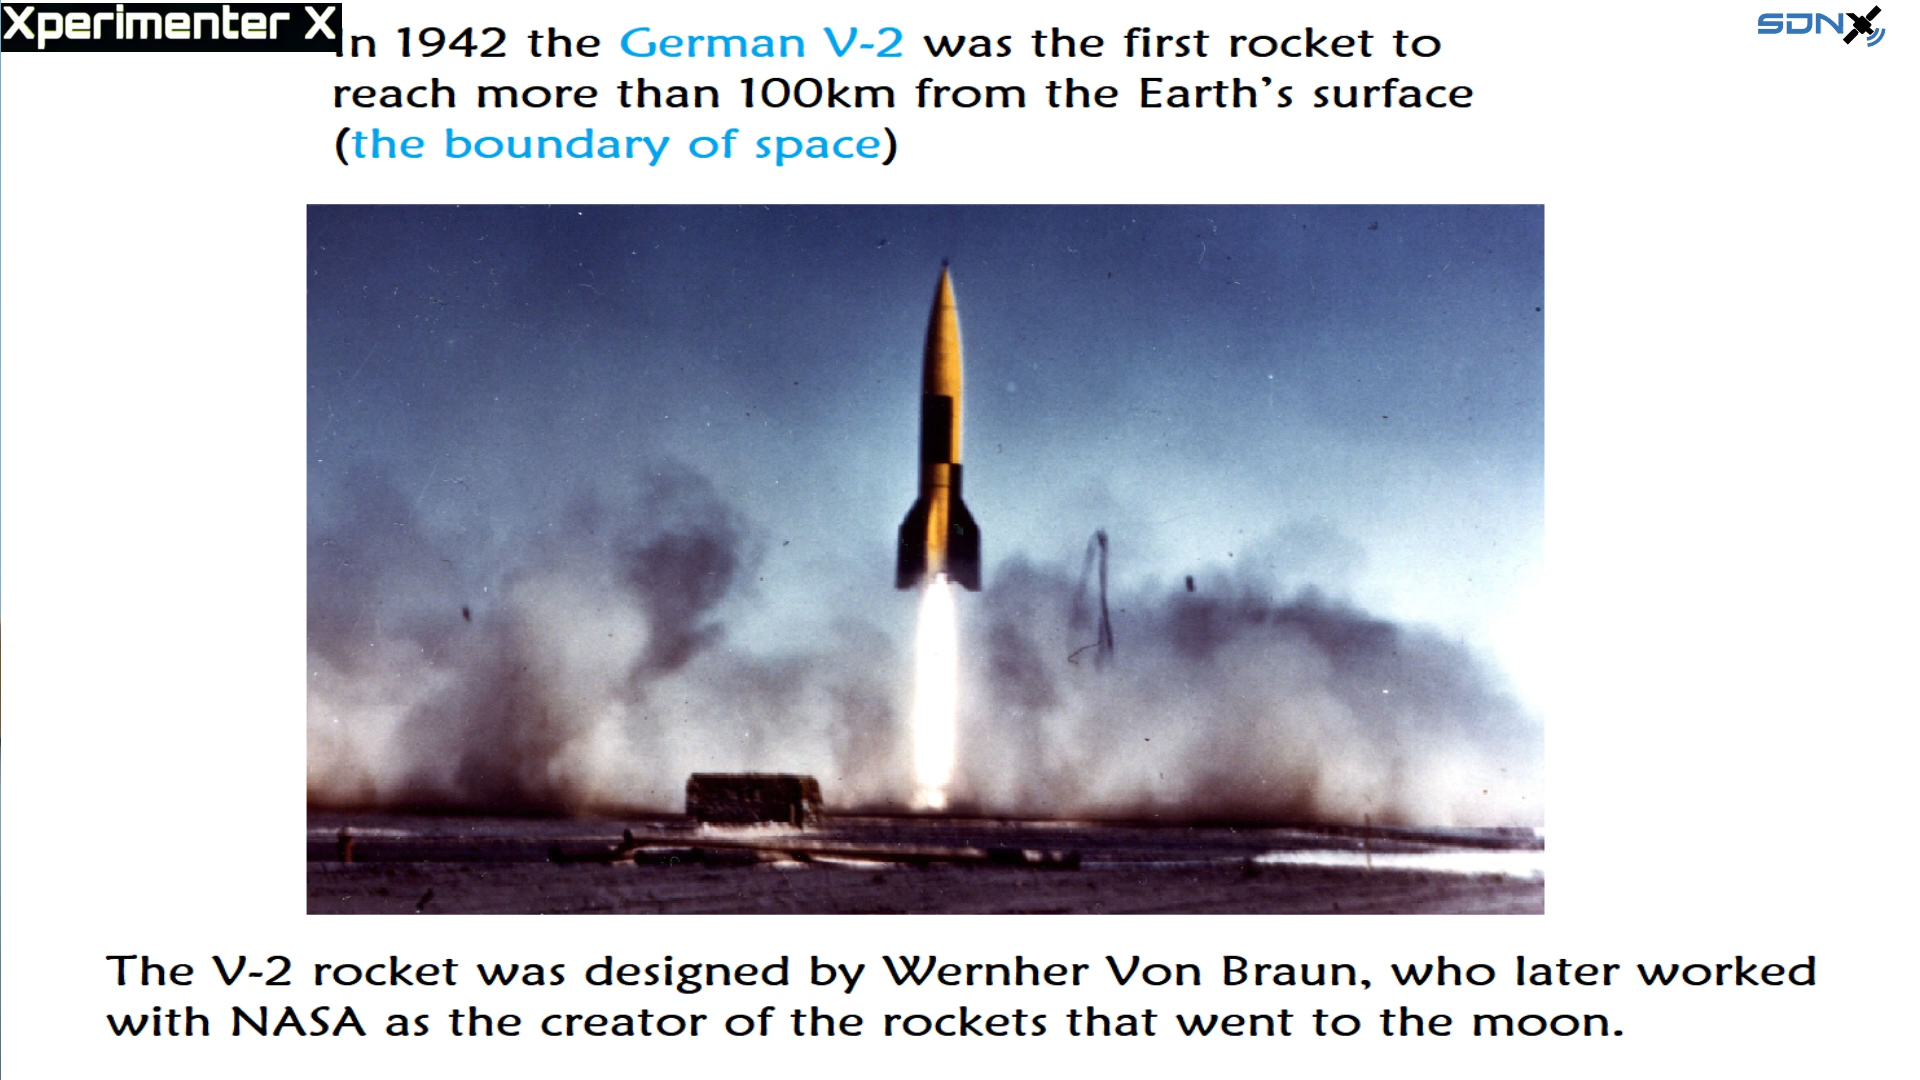 Xperimenter X
In 1942 the German V-2 was the first rocket to
reach more than 100km from the Earth’s surface
(the boundary of space)
SDNX
The V-2 rocket was designed by Wernher Von Braun, who later worked
with NASA as the creator of the rockets that went to the moon.